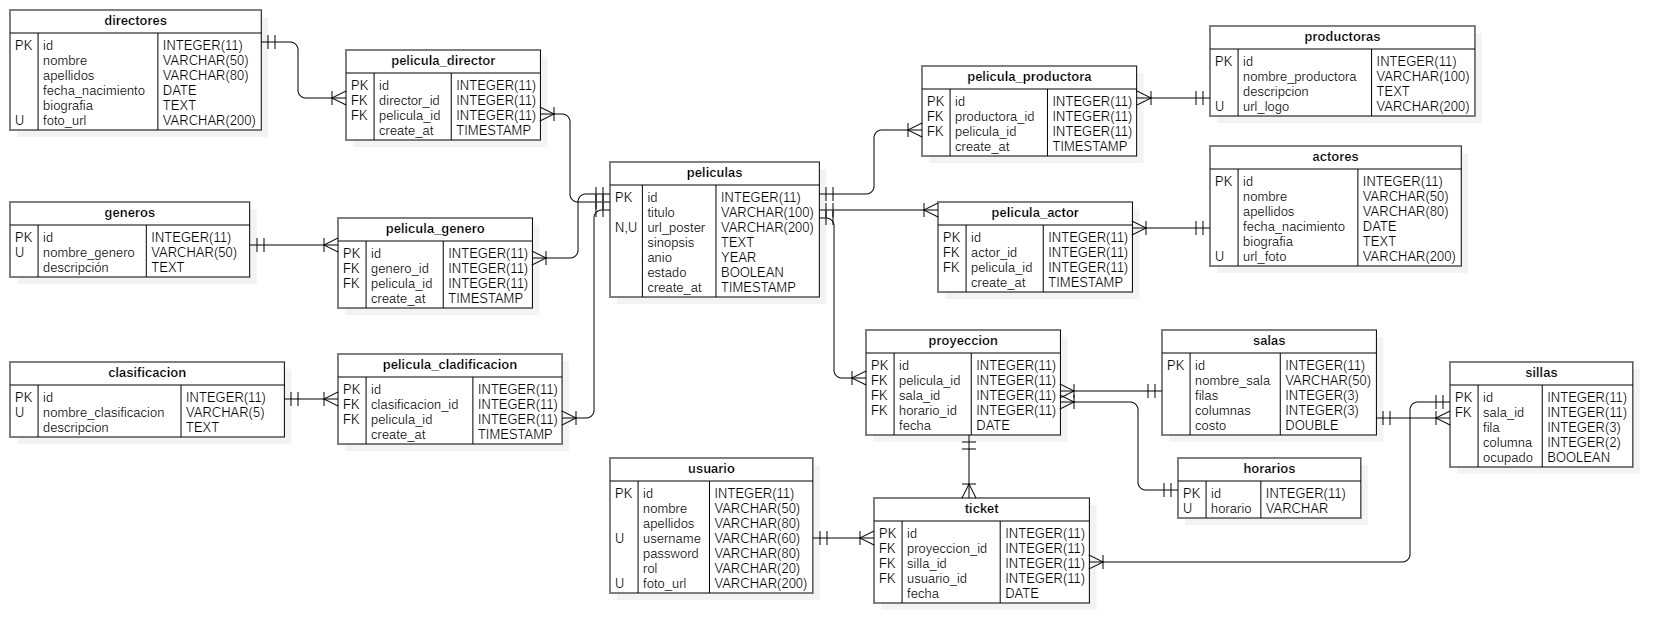 directores
PK id INTEGER(11)
nombre VARCHAR(50)
apellidos VARCHAR(80)
fecha_nacimiento DATE
biografia TEXT
U foto_url VARCHAR(200)
pelicula_director
PK id INTEGER(11)
FK director_id INTEGER(11)
FK pelicula_id INTEGER(11)
create_at TIMESTAMP
generos
PK id INTEGER(11)
U nombre_genero VARCHAR(50)
descripción TEXT
pelicula_genero
PK id INTEGER(11)
FK genero_id INTEGER(11)
FK pelicula_id INTEGER(11)
create_at TIMESTAMP
clasificacion
PK id INTEGER(11)
U nombre_clasificacion VARCHAR(5)
descripcion TEXT
pelicula_cladificacion
PK id INTEGER(11)
FK clasificacion_id INTEGER(11)
FK pelicula_id INTEGER(11)
create_at TIMESTAMP
peliculas
PK id INTEGER(11)
titulo VARCHAR(100)
N,U url_poster VARCHAR(200)
sinopsis TEXT
anio YEAR
estado BOOLEAN
create_at TIMESTAMP
pelicula_productora
PK id INTEGER(11)
FK productora_id INTEGER(11)
FK pelicula_id INTEGER(11)
create_at TIMESTAMP
productoras
PK id INTEGER(11)
nombre_productora VARCHAR(100)
descripcion TEXT
U url_logo VARCHAR(200)
pelicula_actor
PK id INTEGER(11)
FK actor_id INTEGER(11)
FK pelicula_id INTEGER(11)
create_at TIMESTAMP
actores
PK id INTEGER(11)
nombre VARCHAR(50)
apellidos VARCHAR(80)
fecha_nacimiento DATE
biografia TEXT
U url_foto VARCHAR(200)
proyeccion
PK id INTEGER(11)
FK pelicula_id INTEGER(11)
FK sala_id INTEGER(11)
FK horario_id INTEGER(11)
fecha DATE
salas
PK id INTEGER(11)
nombre_sala VARCHAR(50)
filas INTEGER(3)
columnas INTEGER(3)
costo DOUBLE
sillas
PK id INTEGER(11)
FK sala_id INTEGER(11)
fila INTEGER(3)
columna INTEGER(2)
ocupado BOOLEAN
horarios
PK id INTEGER(11)
U horario VARCHAR
usuario
PK id INTEGER(11)
nombre VARCHAR(50)
apellidos VARCHAR(80)
U username VARCHAR(60)
password VARCHAR(80)
rol VARCHAR(20)
U foto_url VARCHAR(200)
ticket
PK id INTEGER(11)
FK proyeccion_id INTEGER(11)
FK silla_id INTEGER(11)
FK usuario_id INTEGER(11)
fecha DATE